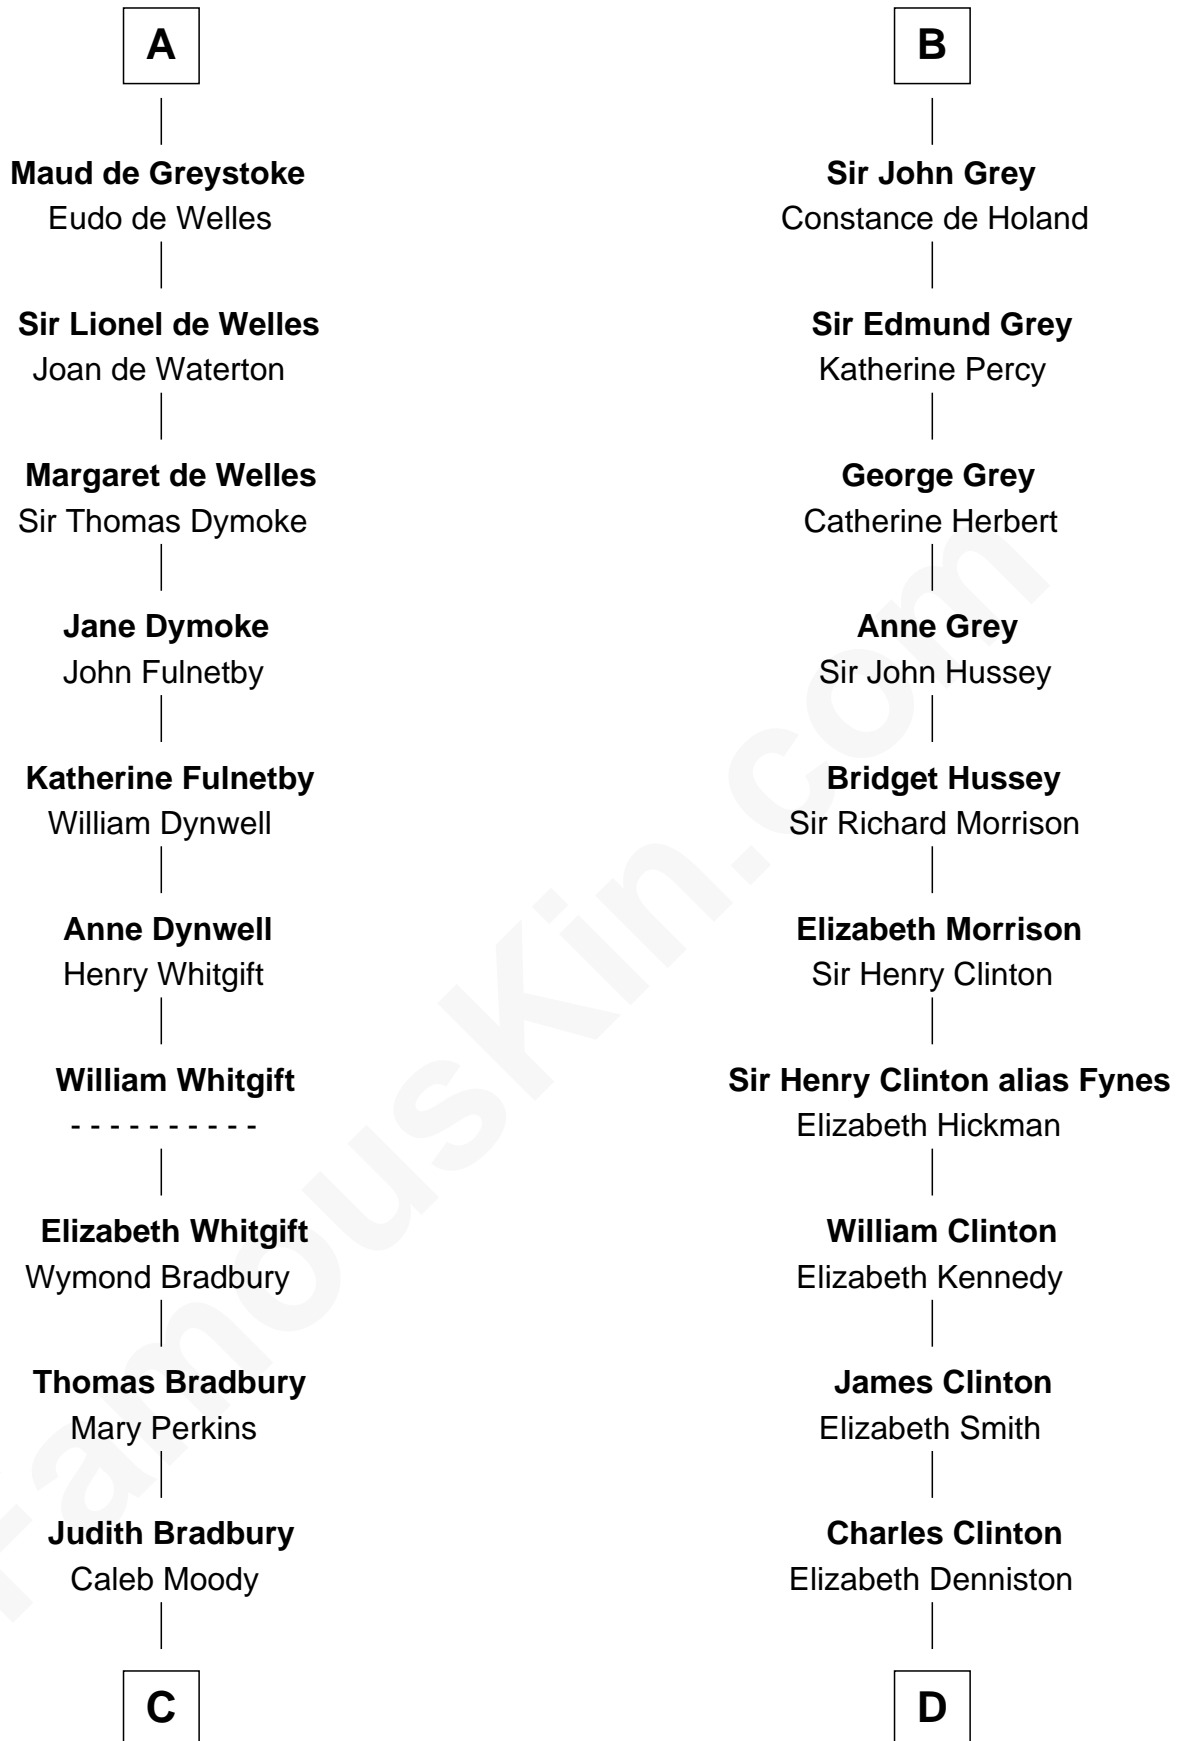 A
Maud de Greystoke
Eudo de Welles
Sir Lionel de Welles
Joan de Waterton
Margaret de Welles
Sir Thomas Dymoke
Jane Dymoke
John Fulnetby
Katherine Fulnetby
William Dynwell
Anne Dynwell
Henry Whitgift
William Whitgift
- - - - - - - - - -
Elizabeth Whitgift
Wymond Bradbury
Thomas Bradbury
Mary Perkins
Judith Bradbury
Caleb Moody
C
B
Sir John Grey
Constance de Holand
Sir Edmund Grey
Katherine Percy
George Grey
Catherine Herbert
Anne Grey
Sir John Hussey
Bridget Hussey
Sir Richard Morrison
Elizabeth Morrison
Sir Henry Clinton
Sir Henry Clinton alias Fynes
Elizabeth Hickman
William Clinton
Elizabeth Kennedy
James Clinton
Elizabeth Smith
Charles Clinton
Elizabeth Denniston
D
FamousKin.com